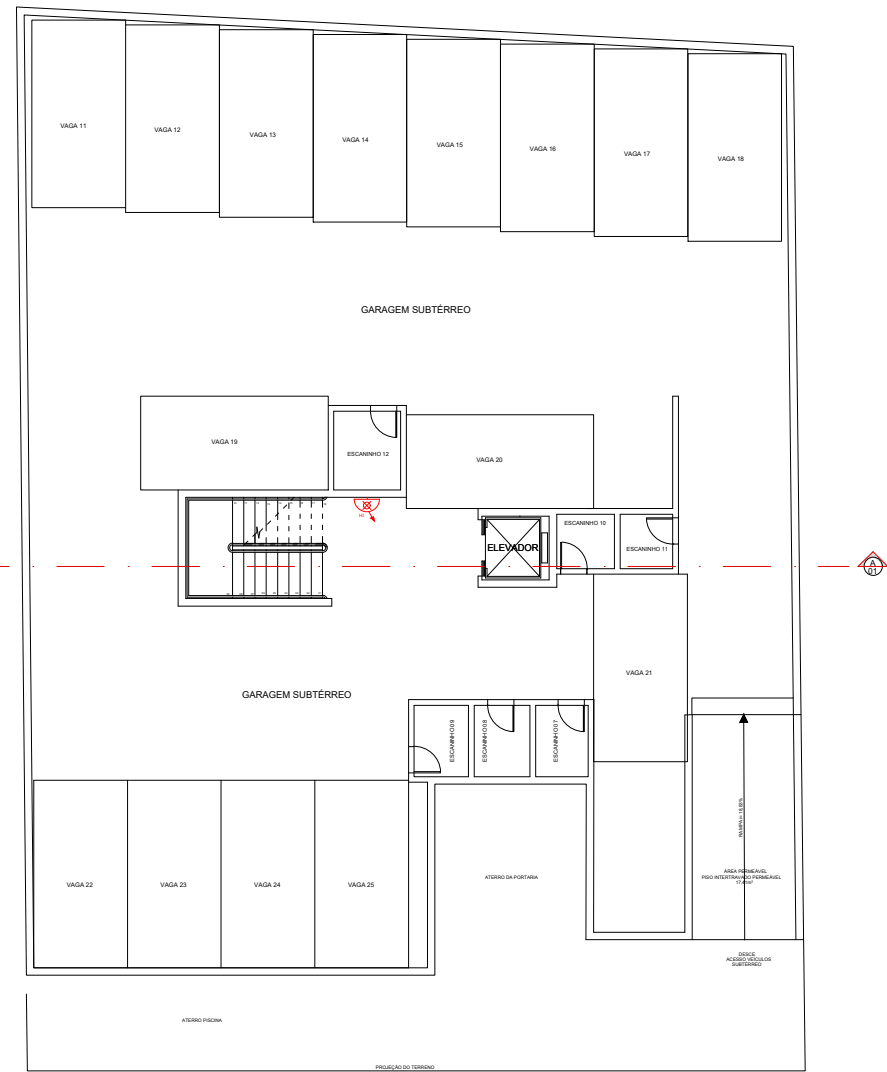 VAGA 11
VAGA 12
VAGA 13
VAGA 14
VAGA 15
VAGA 16
VAGA 17
VAGA 18
GARAGEM SUBTÉRREO
VAGA 19
ESCANINHO 12
VAGA 20
ESCANINHO 10
ESCANINHO 11
ELEVADOR
A
01
VAGA 21
GARAGEM SUBTÉRREO
ESCANINHO 09
ESCANINHO 08
ESCANINHO 07
VAGA 22
VAGA 23
VAGA 24
VAGA 25
ATERRO DA PORTARIA
ÁREA PERMEÁVEL
PISO INTERTRAVADO PERMEÁVEL
DESCE
ACESSO VEÍCULOS
SUBTÉRREO
ATERRO PISCINA
PROJEÇÃO DO TERRENO